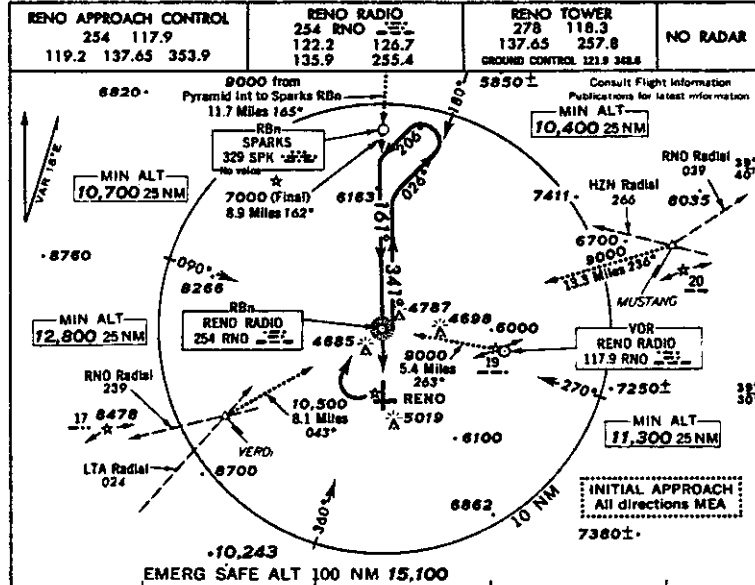 RENO APPROACH CONTROL
254 117.9
119.2 137.65 353.9
RENO RADIO
254 RNO
122.2 126.7
135.9 255.4
RENO TOWER
278 118.3
137.65 257.8
GROUND CONTROL 121.9 348.6
NO RADAR
9000 from
Pyramid Int to Sparks RBn
11.7 Miles 165°
6820
5850±
Consult Flight Information
Publications for latest information
180°
MIN ALT
10,400 25 NM
RBn
SPARKS
329 SPK
No voice
VAR 18°E
206°
026°
7000 (Final)
8.9 Miles 162°
6163
MIN ALT
10,700 25 NM
161°
341°
7411
HZN Radial
266
RNO Radial
039
8035
6700
9000
13.3 Miles 236°
20
MUSTANG
8760
090°
8266
RBn
RENO RADIO
254 RNO
4787
4698
4685
6000
MIN ALT
12,800 25 NM
9000
5.4 Miles
263°
19
VOR
RENO RADIO
117.9 RNO
RNO Radial
239
10,500
8.1 Miles
043°
RENO
5019
270°
7250±
17
8478
VERDI
LTA Radial
024
8700
6100
MIN ALT
11,300 25 NM
6862
10 NM
INITIAL APPROACH
All directions MEA
360°
7380±
10,243
EMERG SAFE ALT 100 NM 15,100